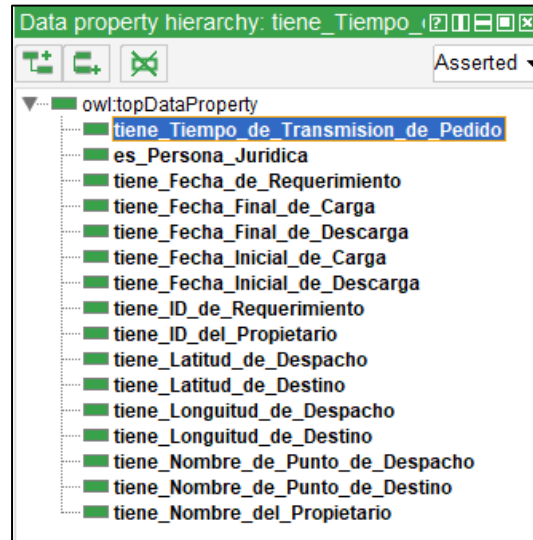 Data property hierarchy: tiene_Tiempo_
Asserted
owl:topDataProperty
tiene_Tiempo_de_Transmision_de_Pedido
es_Persona_Juridica
tiene_Fecha_de_Requerimiento
tiene_Fecha_Final_de_Carga
tiene_Fecha_Final_de_Descarga
tiene_Fecha_Inicial_de_Carga
tiene_Fecha_Inicial_de_Descarga
tiene_ID_de_Requerimiento
tiene_ID_del_Propietario
tiene_Latitud_de_Despacho
tiene_Latitud_de_Destino
tiene_Longuitud_de_Despacho
tiene_Longuitud_de_Destino
tiene_Nombre_de_Punto_de_Despacho
tiene_Nombre_de_Punto_de_Destino
tiene_Nombre_del_Propietario